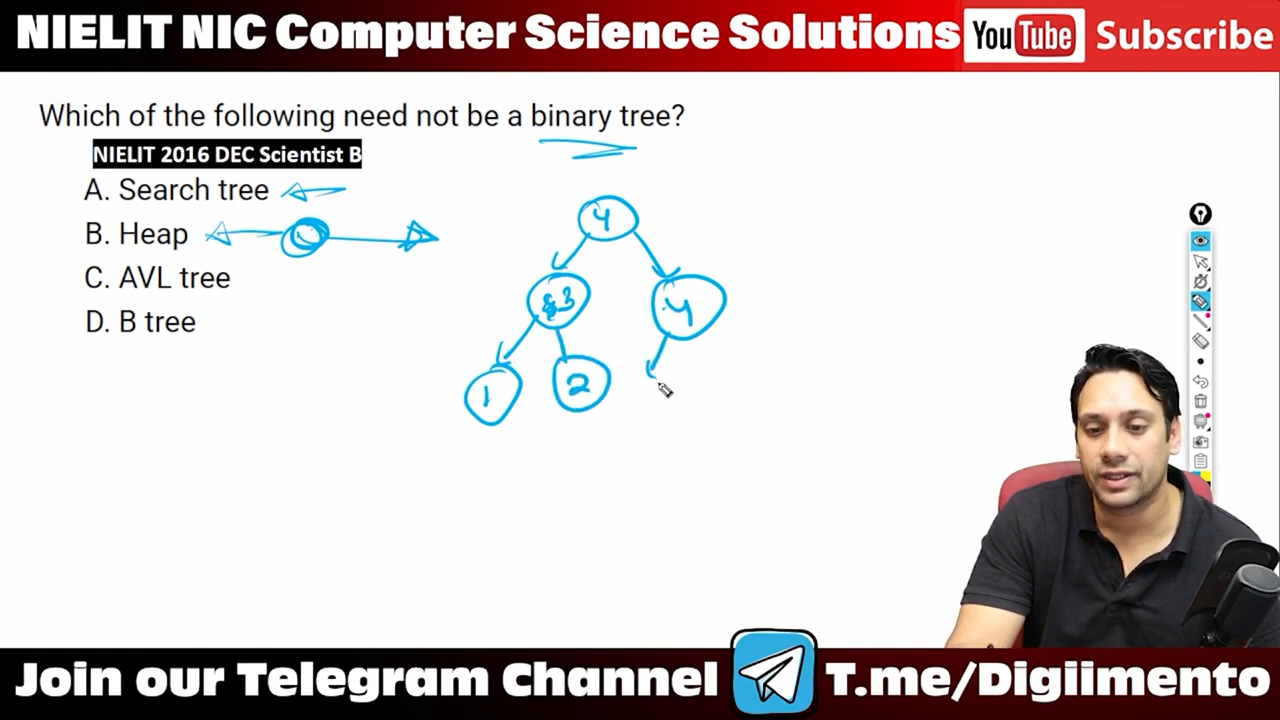 NIELIT NIC Computer Science Solutions
YouTube Subscribe
Which of the following need not be a binary tree?
NIELIT 2016 DEC Scientist B
A. Search tree
B. Heap
C. AVL tree
D. B tree
4
3 4
1 2
Join our Telegram Channel T.me/Digiimento